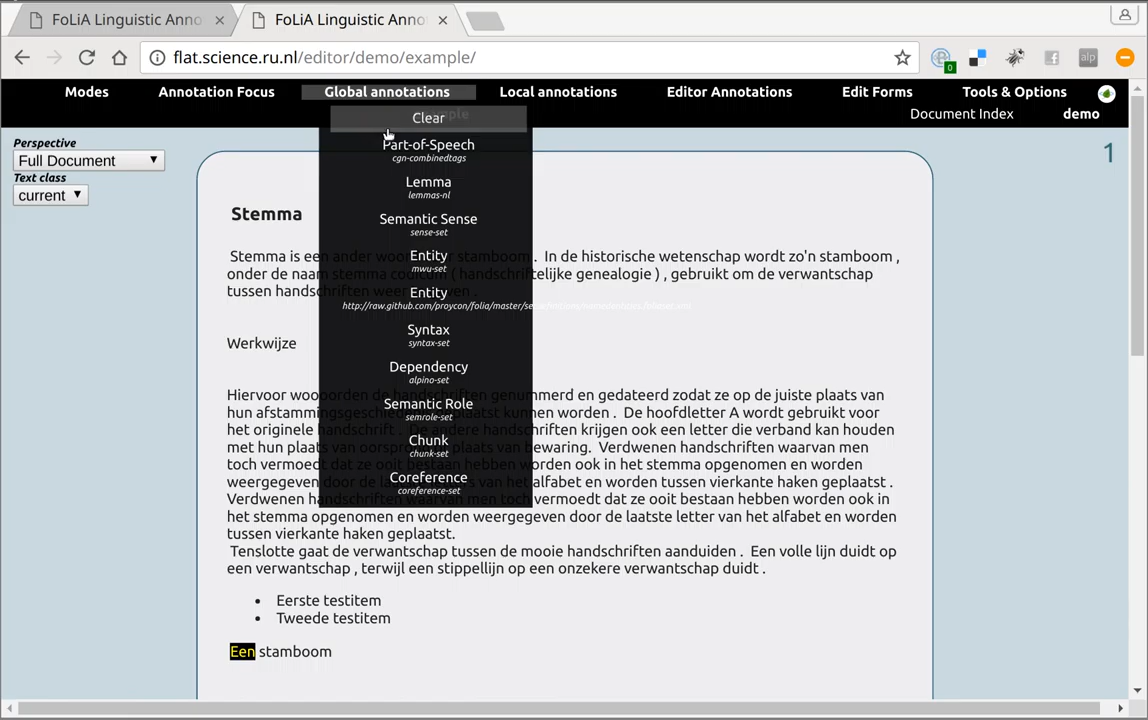 FoLiA Linguistic Anno
FoLiA Linguistic Anno
flat.science.ru.nl/editor/demo/example/
0
alp
Modes
Annotation Focus
Global annotations
Local annotations
Editor Annotations
Edit Forms
Tools & Options
Document Index
demo
Perspective
Full Document
Text class
current
1
Clear
Part-of-Speech
cgn-combinedtags
Lemma
lemmas-nl
Semantic Sense
sense-set
Entity
mwu-set
Entity
Syntax
syntax-set
Dependency
alpino-set
Semantic Role
semrole-set
Chunk
chunk-set
Coreference
coreference-set
Stemma
Stemma is een ander woord voor stamboom . In de historische wetenschap wordt zo'n stamboom ,
onder de naam stemma codicum ( handschriftelijke genealogie ) , gebruikt om de verwantschap
tussen handschriften weer te geven .
Werkwijze
Hiervoor woooorden de handschriften genummerd en gedateerd zodat ze op de juiste plaats van
hun afstammingsgeschiedenis geplaatst kunnen worden . De hoofdletter A wordt gebruikt voor
het originele handschrift . De andere handschriften krijgen ook een letter die verband kan houden
met hun plaats van oorsprong of plaats van bewaring. Verdwenen handschriften waarvan men
toch vermoedt dat ze ooit bestaan hebben worden ook in het stemma opgenomen en worden
weergegeven door de laatste letters van het alfabet en worden tussen vierkante haken geplaatst .
Verdwenen handschriften waarvan men toch vermoedt dat ze ooit bestaan hebben worden ook in
het stemma opgenomen en worden weergegeven door de laatste letter van het alfabet en worden
tussen vierkante haken geplaatst.
Tenslotte gaat de verwantschap tussen de mooie handschriften aanduiden . Een volle lijn duidt op
een verwantschap , terwijl een stippellijn op een onzekere verwantschap duidt .
• Eerste testitem
• Tweede testitem
Een stamboom